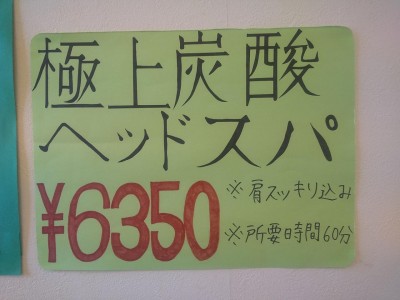 極上炭酸
ヘッドスパ
¥6350
※肩スッキリ込み
※所要時間60分